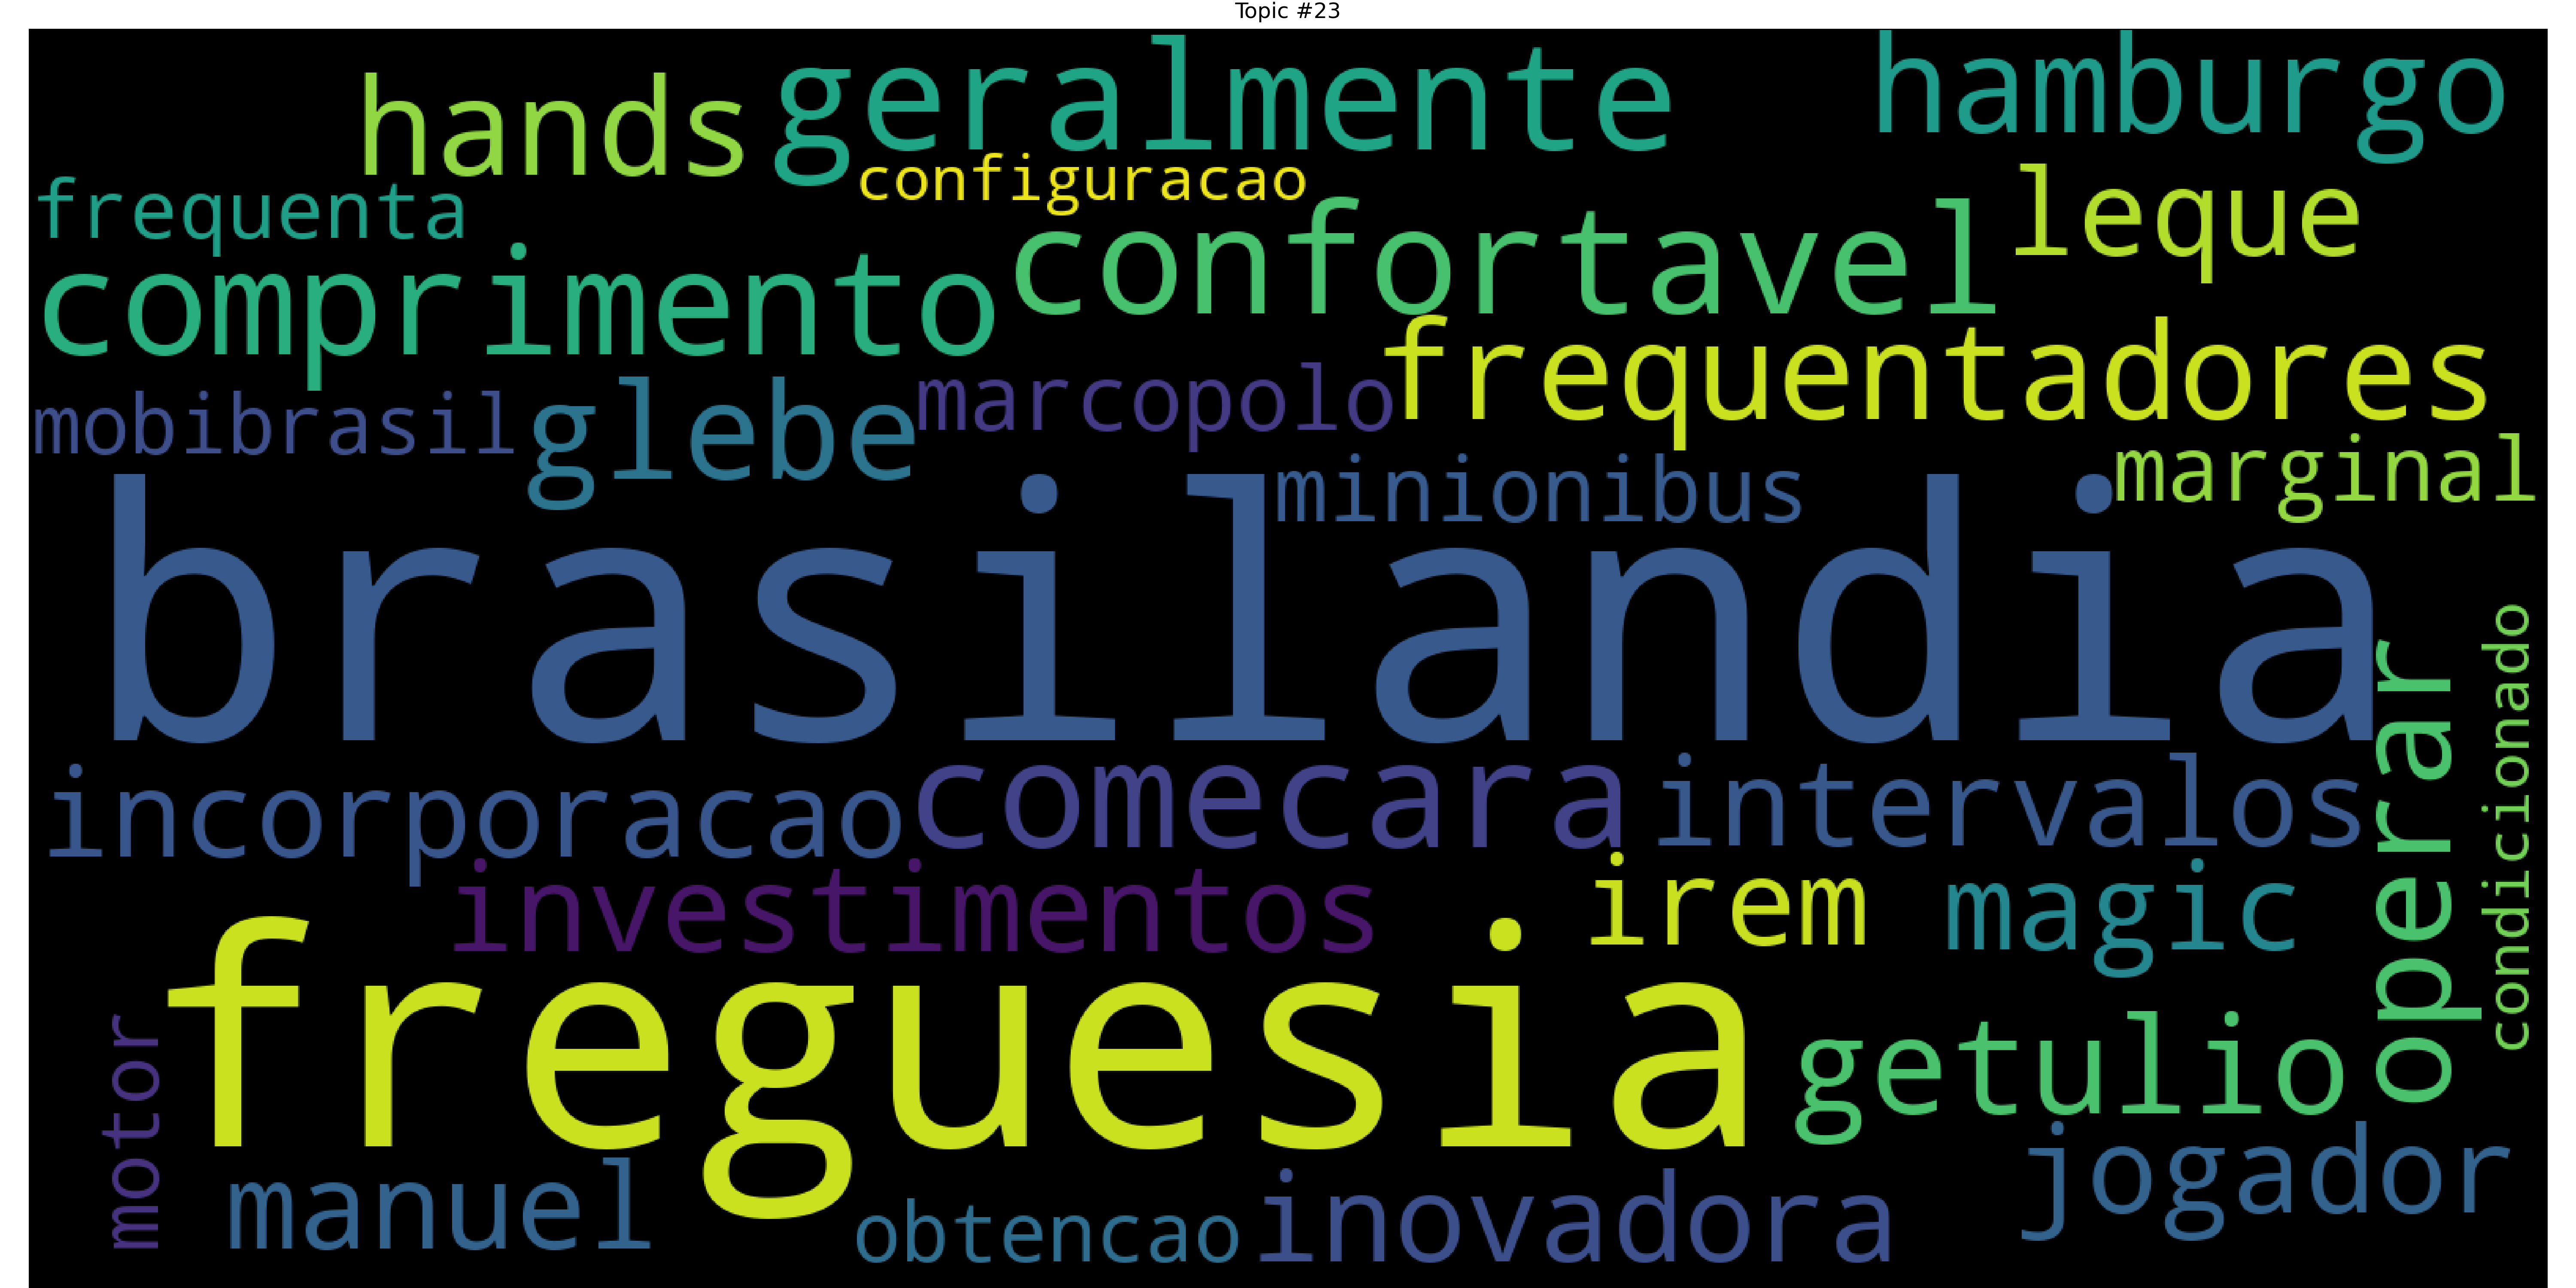 Topic #23
hands geralmente hamburgo
configuracao
frequenta leque
comprimento confortavel
frequentadores
mobibrasil glebe marcopolo
minionibus marginal
brasilandia
condicionado
operar
incorporacao comecara intervalos
investimentos irem magic
freguesia
getulio
motor
manuel obtencao inovadora jogador